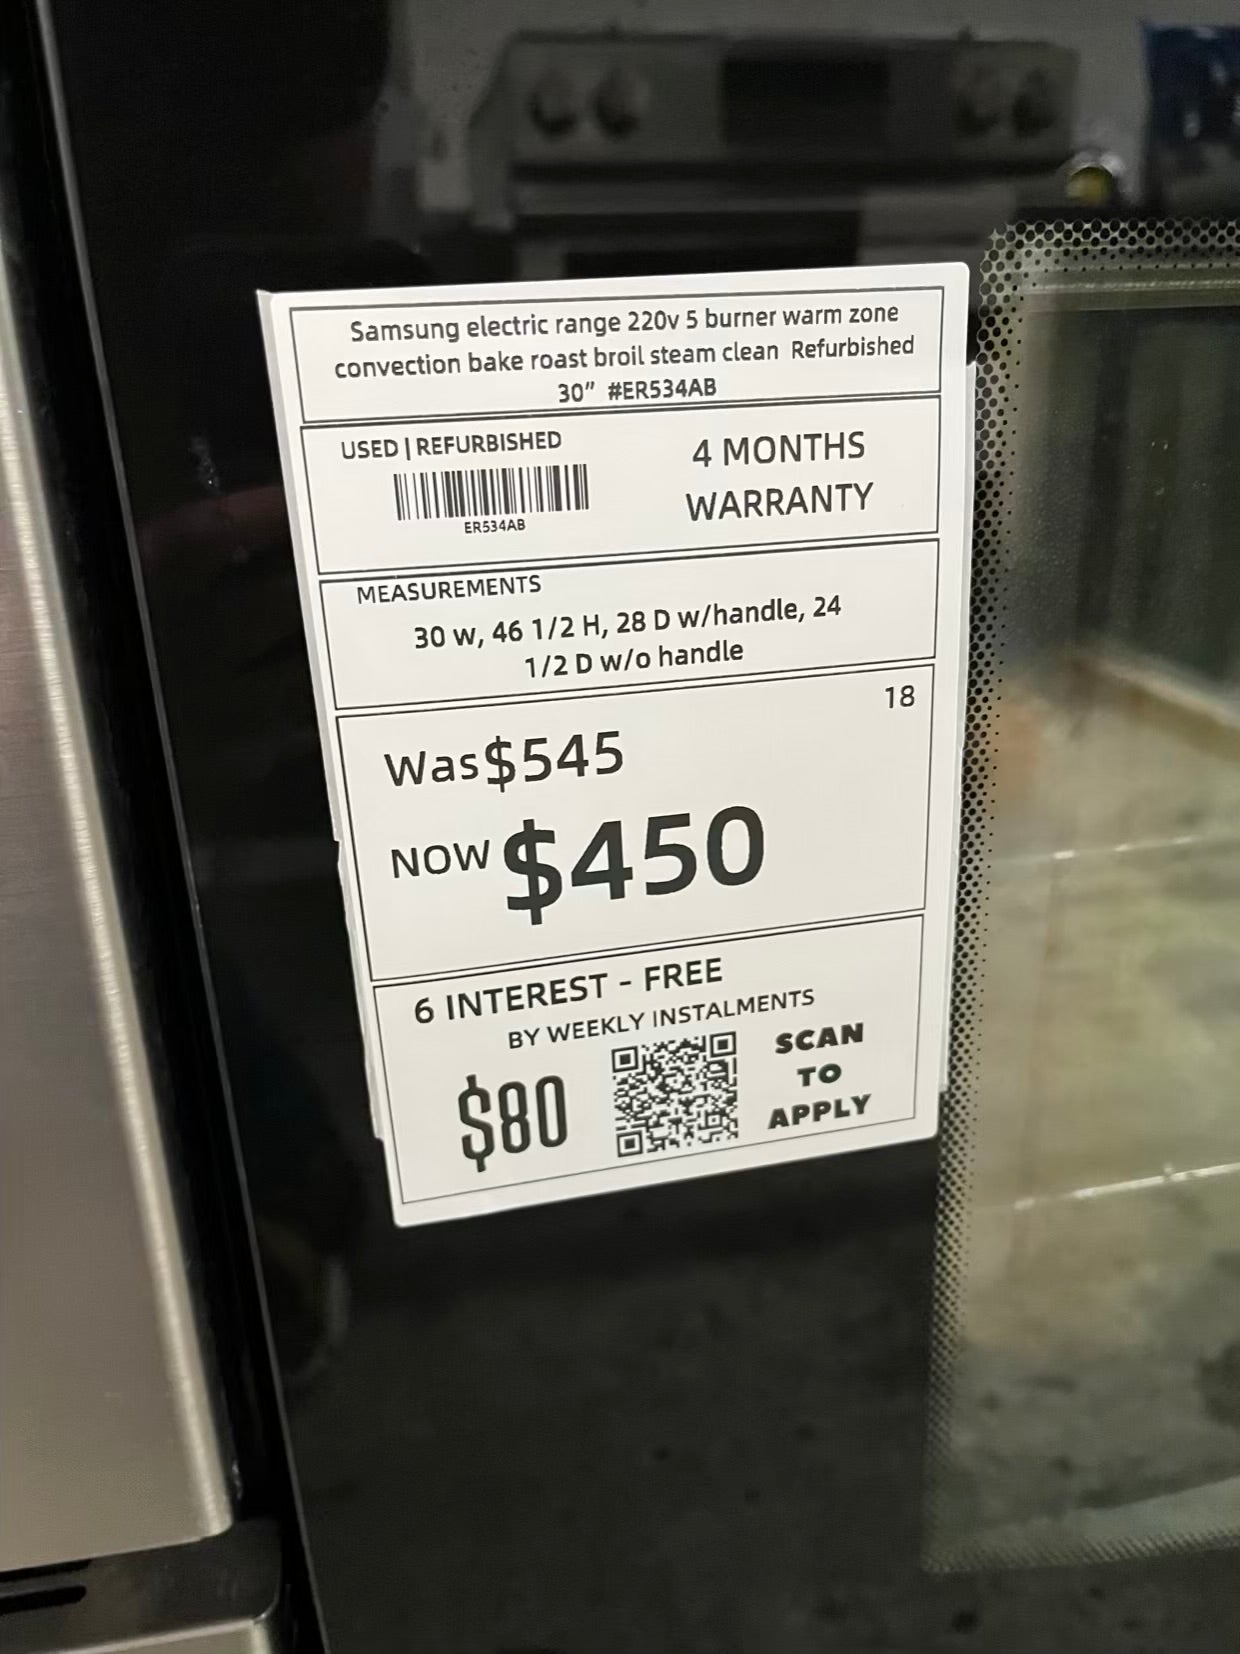 Samsung electric range 220v 5 burner warm zone
convection bake roast broil steam clean Refurbished
30" #ER534AB
USED | REFURBISHED
ER534AB
4 MONTHS
WARRANTY
MEASUREMENTS
30 w, 46 1/2 H, 28 D w/handle, 24
1/2 D w/o handle
18
Was $545
NOW $450
6 INTEREST - FREE
BY WEEKLY INSTALMENTS
$80
SCAN
TO
APPLY